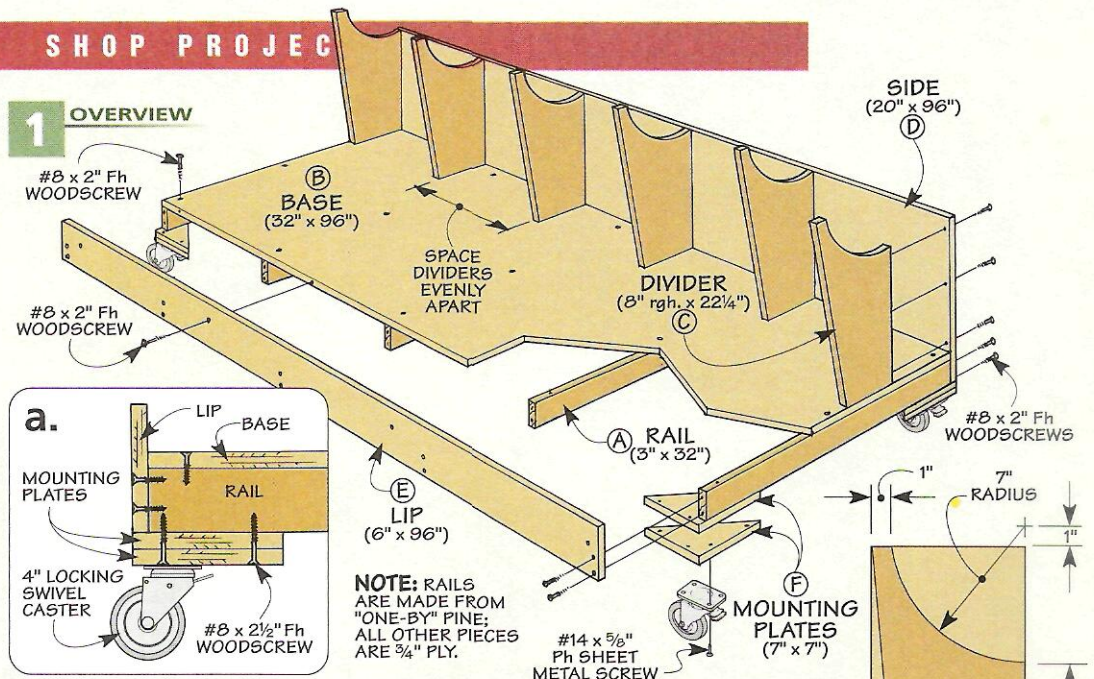 SHOP PROJEC
1 OVERVIEW
#8 x 2" Fh
WOODSCREW
B
BASE
(32" x 96")
SPACE
DIVIDERS
EVENLY
APART
SIDE
(20" x 96")
D
DIVIDER
(8" rgh. x 22¼")
C
#8 x 2" Fh
WOODSCREW
A RAIL
(3" x 32")
#8 x 2" Fh
WOODSCREWS
E
LIP
(6" x 96")
a.
LIP
BASE
MOUNTING
PLATES
RAIL
4" LOCKING
SWIVEL
CASTER
#8 x 2½" Fh
WOODSCREW
NOTE: RAILS
ARE MADE FROM
"ONE-BY" PINE;
ALL OTHER PIECES
ARE ¾" PLY.
F
MOUNTING
PLATES
(7" x 7")
#14 x ⅝"
Ph SHEET
METAL SCREW
1"
7"
RADIUS
1"